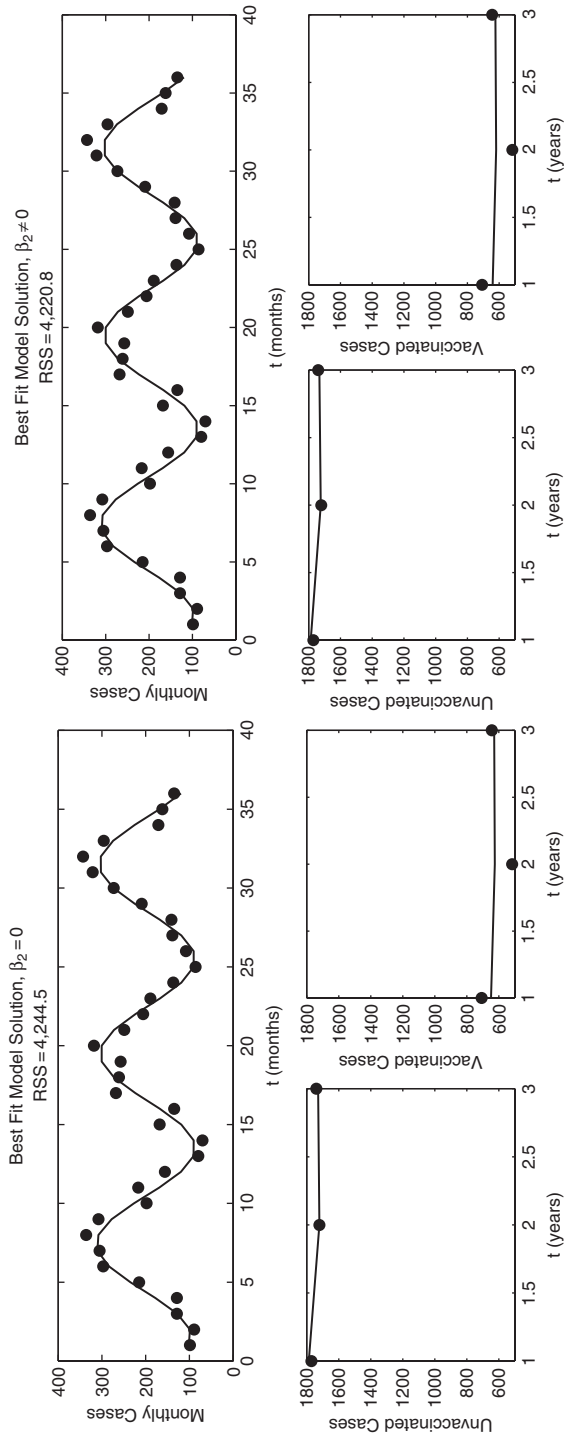 Best Fit Model Solution, β₂ = 0
RSS = 4,244.5
Monthly Cases
400
300
200
100
0
0 5 10 15 20 25 30 35 40
t (months)
Unvaccinated Cases
1800
1600
1400
1200
1000
800
600
1 1.5 2 2.5 3
t (years)
Vaccinated Cases
1800
1600
1400
1200
1000
800
600
1 1.5 2 2.5 3
t (years)
Best Fit Model Solution, β₂ ≠ 0
RSS = 4,220.8
Monthly Cases
400
300
200
100
0
0 5 10 15 20 25 30 35 40
t (months)
Unvaccinated Cases
1800
1600
1400
1200
1000
800
600
1 1.5 2 2.5 3
t (years)
Vaccinated Cases
1800
1600
1400
1200
1000
800
600
1 1.5 2 2.5 3
t (years)